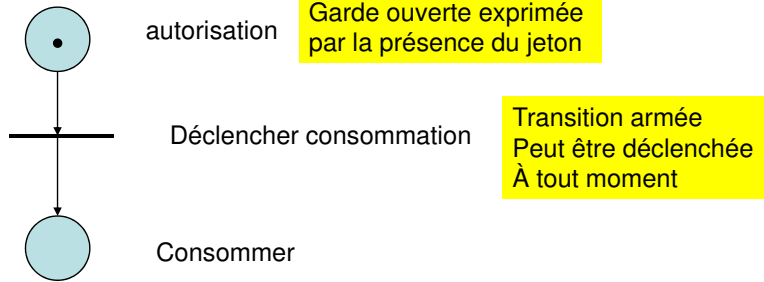 autorisation
Garde ouverte exprimée
par la présence du jeton
Déclencher consommation
Transition armée
Peut être déclenchée
À tout moment
Consommer